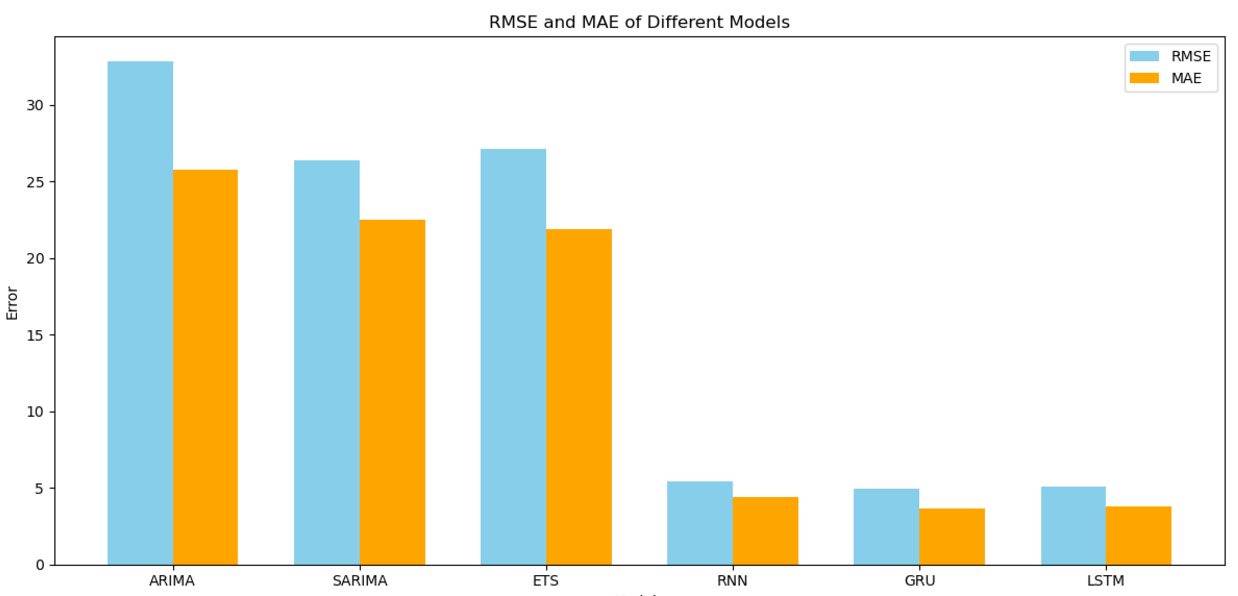 RMSE and MAE of Different Models
RMSE
MAE
Error
30
25
20
15
10
5
0
ARIMA
SARIMA
ETS
RNN
GRU
LSTM